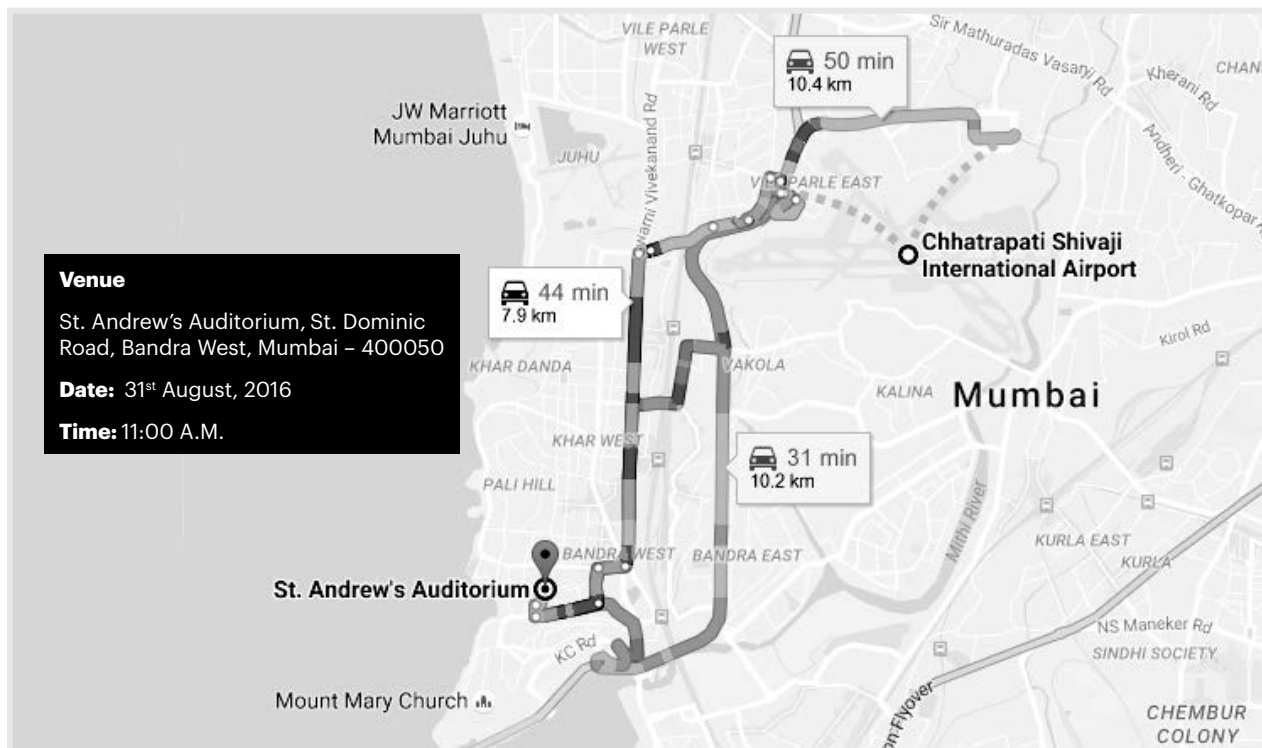 VILE PARLE
WEST
Sir Mathuradas Vasanji Rd
Kherani Rd
50 min
10.4 km
JW Marriott
Mumbai Juhu
JUHU
Swami Vivekanand Rd
VILE PARLE EAST
Andheri - Ghatkopar
Chhatrapati Shivaji
International Airport
Venue
St. Andrew's Auditorium, St. Dominic
Road, Bandra West, Mumbai – 400050
Date: 31st August, 2016
Time: 11:00 A.M.
44 min
7.9 km
Kirol Rd
KHAR DANDA
VAKOLA
KALINA
Mumbai
KHAR WEST
31 min
10.2 km
PALI HILL
Mithi River
BANDRA WEST
BANDRA EAST
KURLA EAST
KURLA
St. Andrew's Auditorium
KC Rd
NS Maneker Rd
SINDHI SOCIETY
Mount Mary Church
on Flyover
CHEMBUR
COLONY